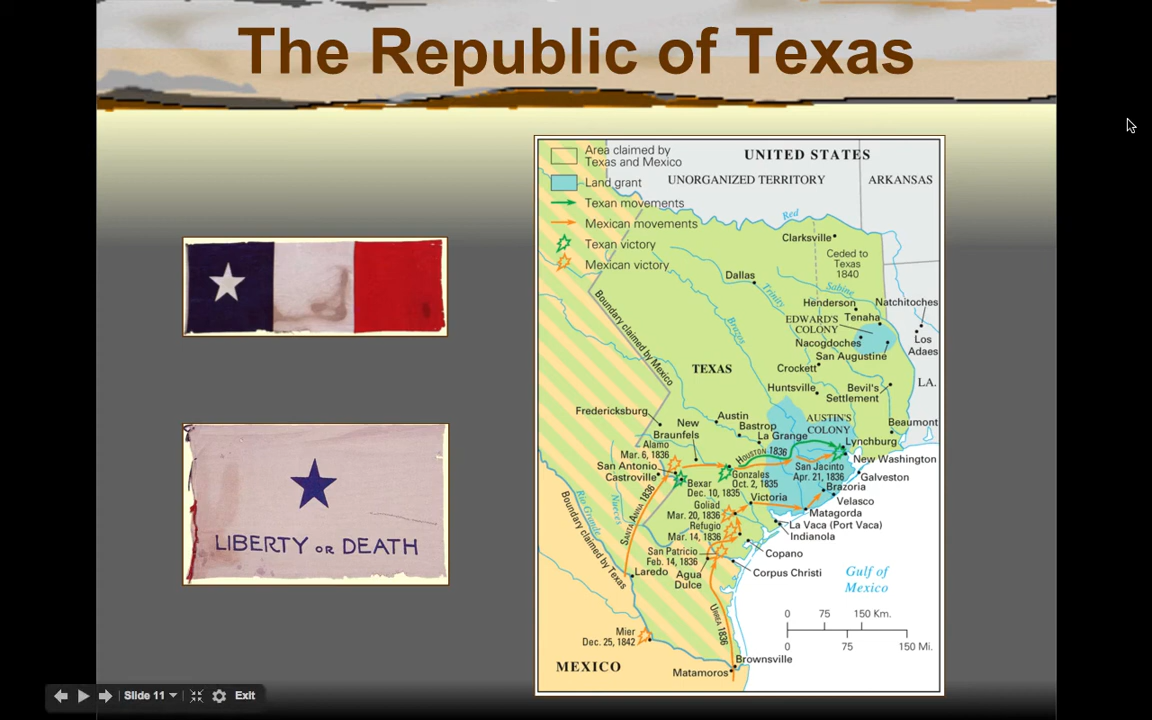 The Republic of Texas
LIBERTY OR DEATH
Area claimed by
Texas and Mexico
Land grant
Texan movements
Mexican movements
Texan victory
Mexican victory
UNITED STATES
UNORGANIZED TERRITORY
ARKANSAS
Red
Clarksville
Ceded to
Texas
1840
Dallas
Trinity
Sabine
Brazos
Henderson
Natchitoches
EDWARD'S
COLONY
Tenaha
Nacogdoches
Los
Adaes
San Augustine
Boundary claimed by Mexico
TEXAS
Crockett
LA.
Huntsville
Bevil's
Settlement
Fredericksburg
Austin
AUSTIN'S
COLONY
Beaumont
New
Braunfels
Bastrop
La Grange
Lynchburg
Alamo
Mar. 6, 1836
HOUSTON 1836
New Washington
San Antonio
Castroville
Gonzales
Oct. 2, 1835
San Jacinto
Apr. 21, 1836
Galveston
Bexar
Dec. 10, 1835
Brazoria
Rio Grande
Nueces
SANTA ANNA 1836
Victoria
Velasco
Goliad
Mar. 20, 1836
Matagorda
Refugio
Mar. 14, 1836
La Vaca (Port Vaca)
Indianola
Boundary claimed by Texas
San Patricio
Feb. 14, 1836
Copano
Laredo
Agua
Dulce
Corpus Christi
Gulf of
Mexico
URREA 1836
0 75 150 Km.
0 75 150 Mi.
Mier
Dec. 25, 1842
MEXICO
Brownsville
Matamoros
Slide 11
Exit